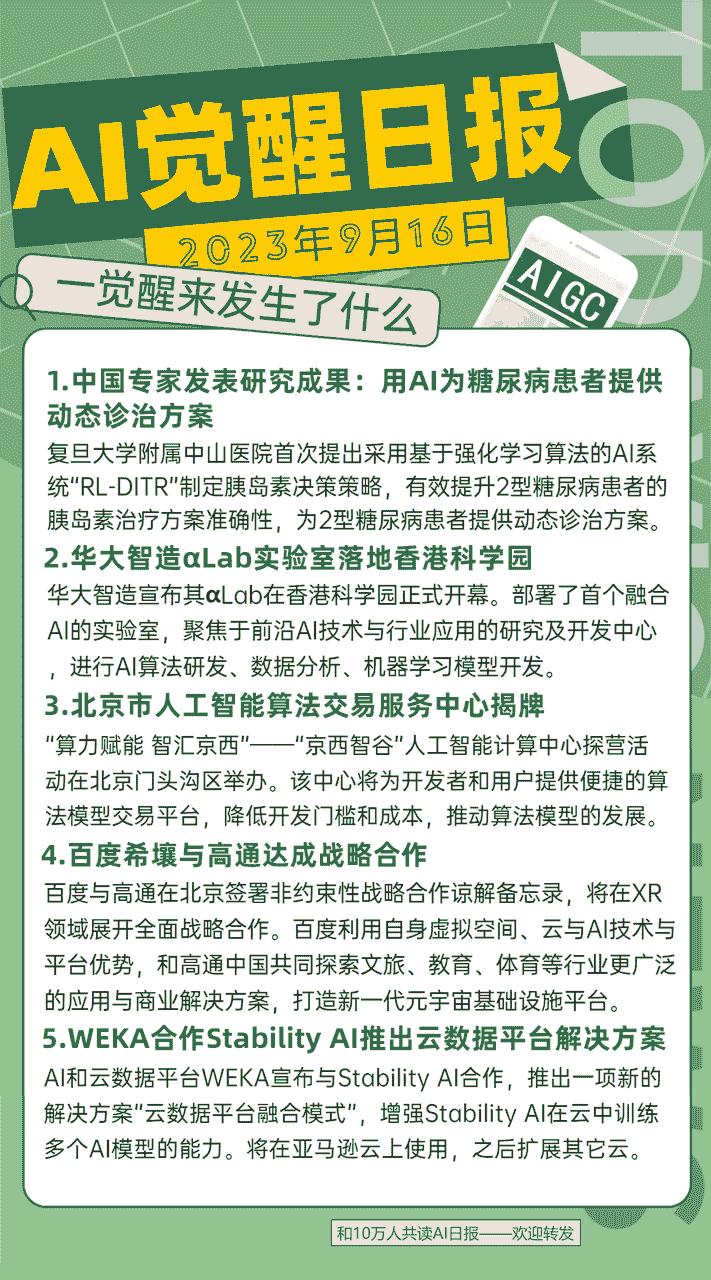 AI觉醒日报
2023年9月16日
一觉醒来发生了什么
AIGC
1.中国专家发表研究成果：用AI为糖尿病患者提供
动态诊治方案
复旦大学附属中山医院首次提出采用基于强化学习算法的AI系
统“RL-DITR”制定胰岛素决策策略，有效提升2型糖尿病患者的
胰岛素治疗方案准确性，为2型糖尿病患者提供动态诊治方案。
2.华大智造αLab实验室落地香港科学园
华大智造宣布其αLab在香港科学园正式开幕。部署了首个融合
AI的实验室，聚焦于前沿AI技术与行业应用的研究及开发中心
，进行AI算法研发、数据分析、机器学习模型开发。
3.北京市人工智能算法交易服务中心揭牌
“算力赋能 智汇京西”——“京西智谷”人工智能计算中心探营活
动在北京门头沟区举办。该中心将为开发者和用户提供便捷的算
法模型交易平台，降低开发门槛和成本，推动算法模型的发展。
4.百度希壤与高通达成战略合作
百度与高通在北京签署非约束性战略合作谅解备忘录，将在XR
领域展开全面战略合作。百度利用自身虚拟空间、云与AI技术与
平台优势，和高通中国共同探索文旅、教育、体育等行业更广泛
的应用与商业解决方案，打造新一代元宇宙基础设施平台。
5.WEKA合作Stability AI推出云数据平台解决方案
AI和云数据平台WEKA宣布与Stability AI合作，推出一项新的
解决方案“云数据平台融合模式”，增强Stability AI在云中训练
多个AI模型的能力。将在亚马逊云上使用，之后扩展其它云。
和10万人共读AI日报——欢迎转发